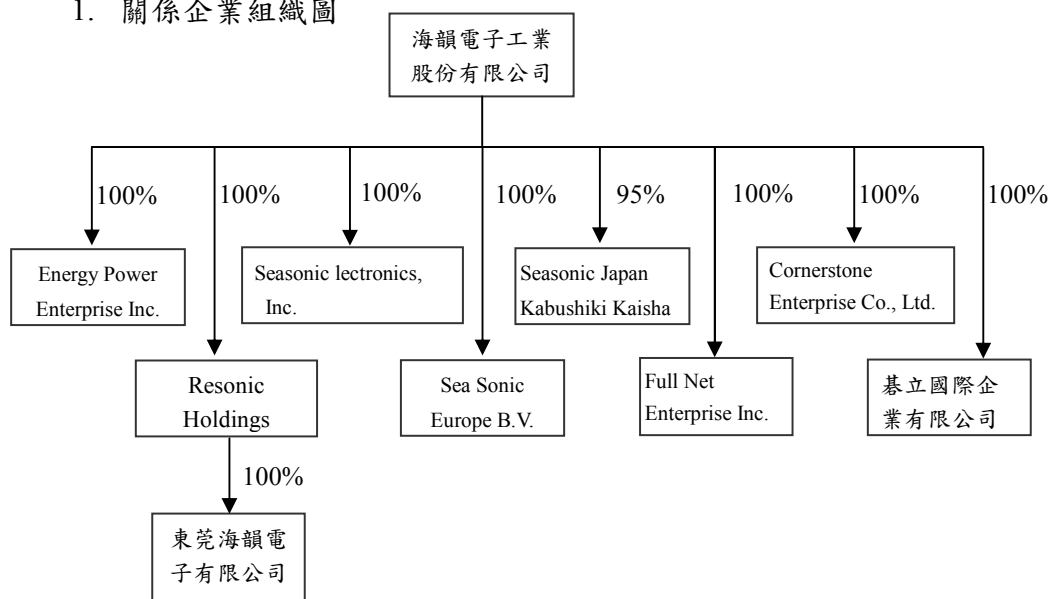 1. 關係企業組織圖
海韻電子工業
股份有限公司
100%
100%
100%
100%
95%
100%
100%
100%
Energy Power
Enterprise Inc.
Seasonic lectronics,
Inc.
Seasonic Japan
Kabushiki Kaisha
Cornerstone
Enterprise Co., Ltd.
Resonic
Holdings
Sea Sonic
Europe B.V.
Full Net
Enterprise Inc.
碁立國際企
業有限公司
100%
東莞海韻電
子有限公司